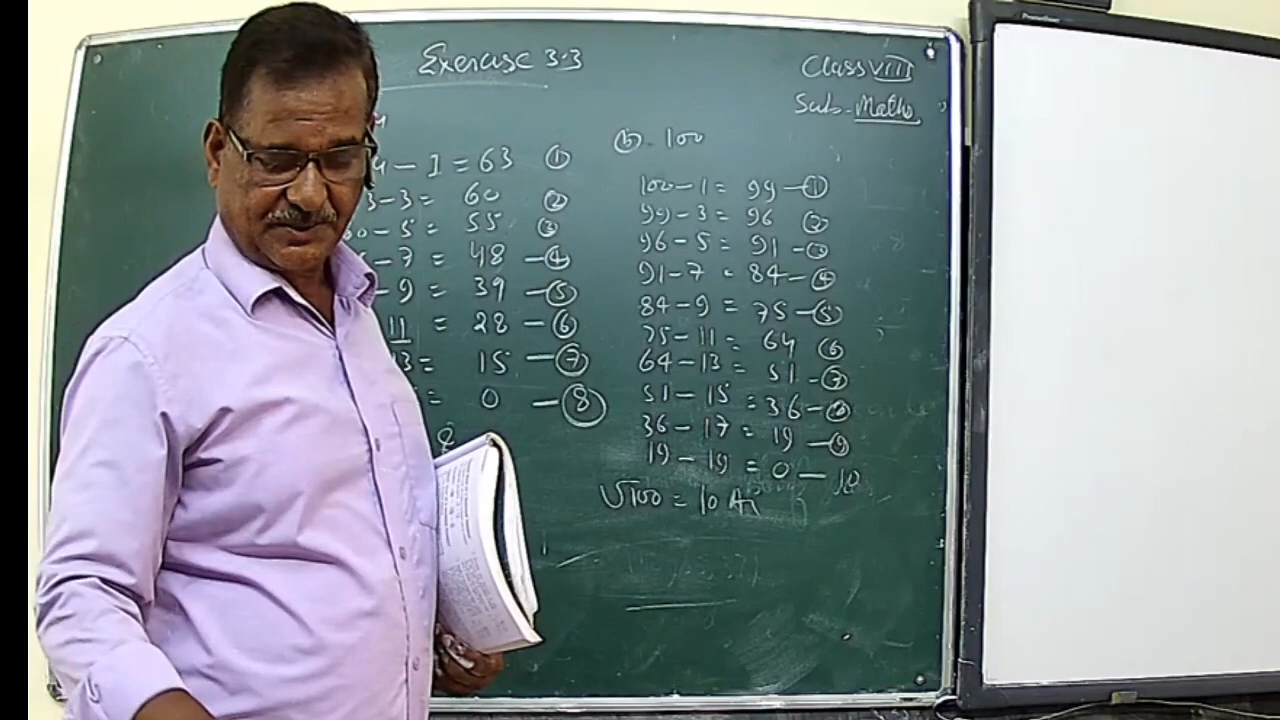 Exercise 3.3
Class VIII
Sub- Maths
4 - 1 = 63 ①
3 - 3 = 60 ②
60 - 5 = 55 ③
- 7 = 48 - ④
- 9 = 39 - ⑤
11 = 28 - ⑥
13 = 15 - ⑦
= 0 - ⑧
8
ⓑ 100
100 - 1 = 99 - ①
99 - 3 = 96 ②
96 - 5 = 91 - ③
91 - 7 = 84 - ④
84 - 9 = 75 - ⑤
75 - 11 = 64 ⑥
64 - 13 = 51 - ⑦
51 - 15 = 36 - ⑧
36 - 17 = 19 - ⑨
19 - 19 = 0 - 10
√100 = 10 Ans